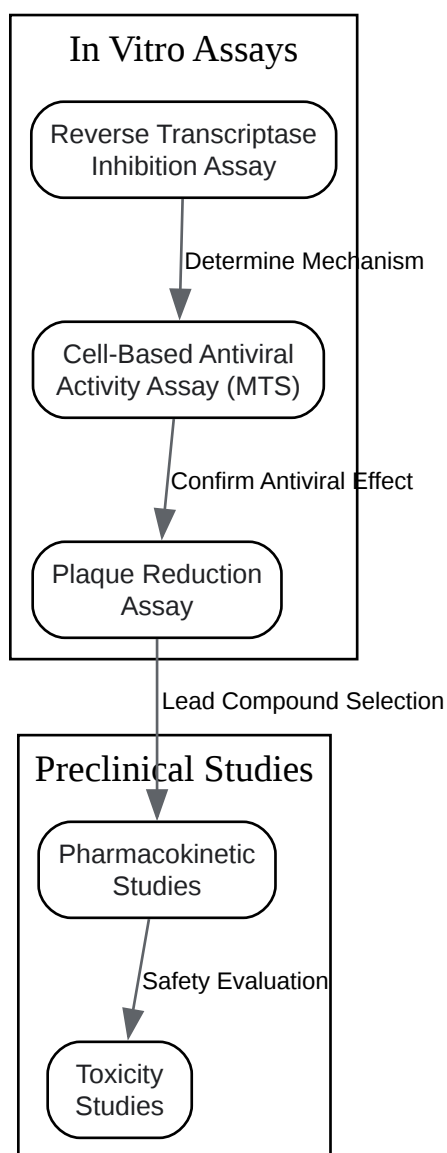 In Vitro Assays
Reverse Transcriptase
Inhibition Assay
Determine Mechanism
Cell-Based Antiviral
Activity Assay (MTS)
Confirm Antiviral Effect
Plaque Reduction
Assay
Lead Compound Selection
Preclinical Studies
Pharmacokinetic
Studies
Safety Evaluation
Toxicity
Studies